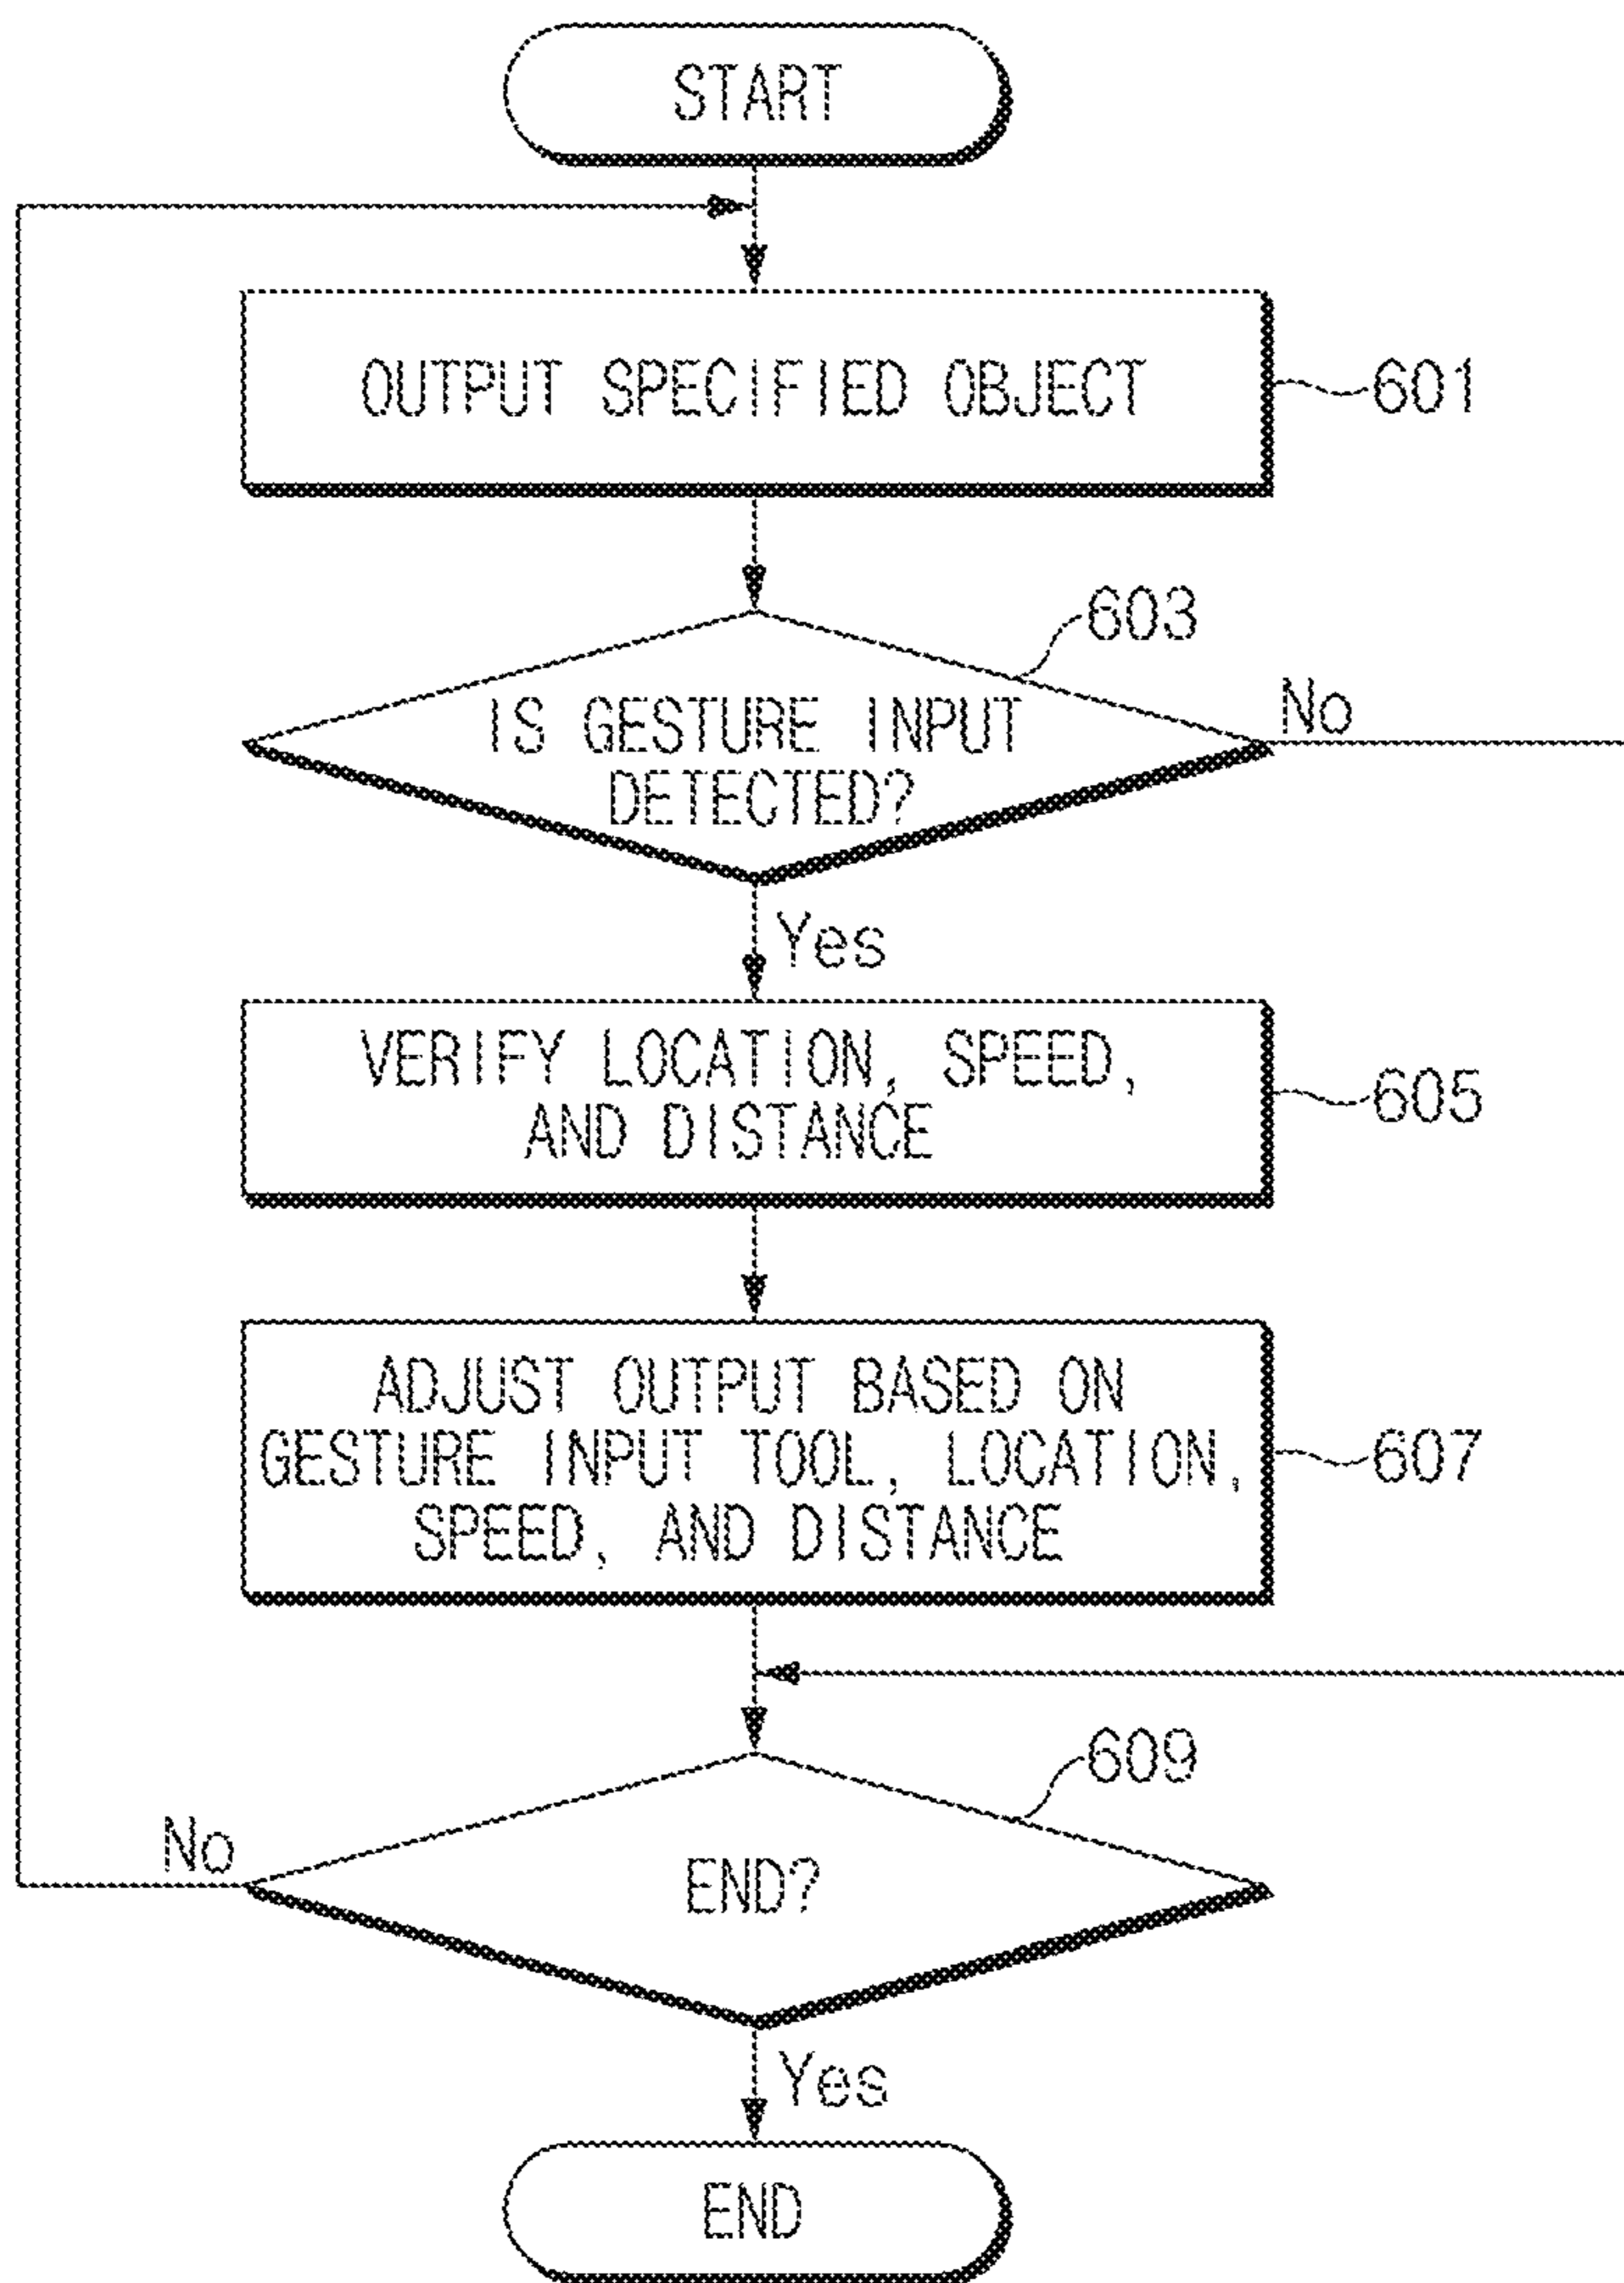 START
OUTPUT SPECIFIED OBJECT
601
603
IS GESTURE INPUT
DETECTED?
No
Yes
VERIFY LOCATION, SPEED,
AND DISTANCE
605
ADJUST OUTPUT BASED ON
GESTURE INPUT TOOL, LOCATION,
SPEED, AND DISTANCE
607
609
No
END?
Yes
END